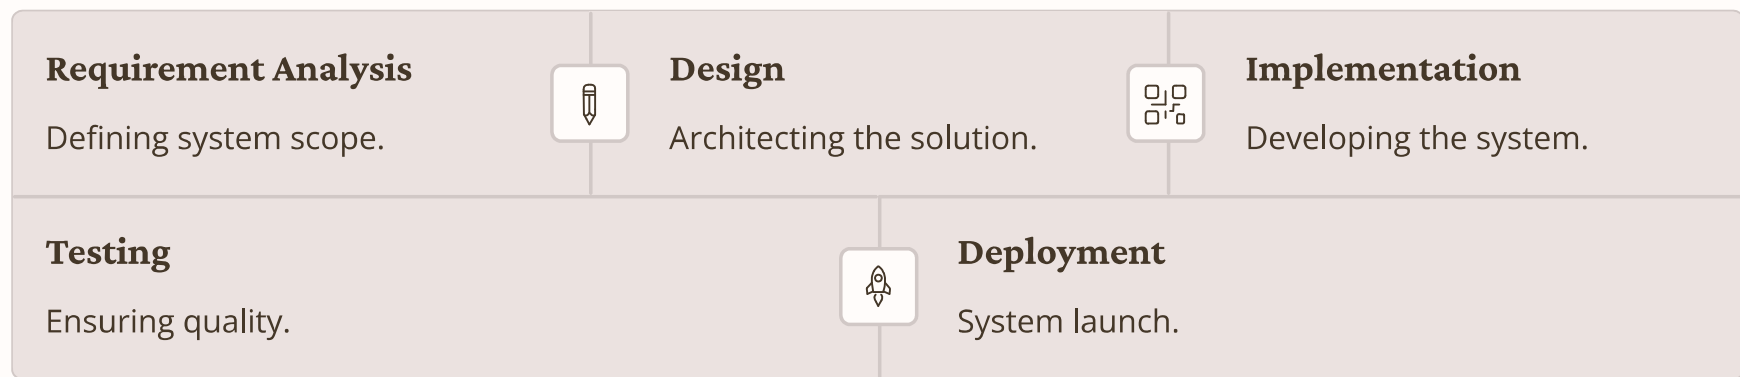 Requirement Analysis
Defining system scope.
Design
Architecting the solution.
Implementation
Developing the system.
Testing
Ensuring quality.
Deployment
System launch.